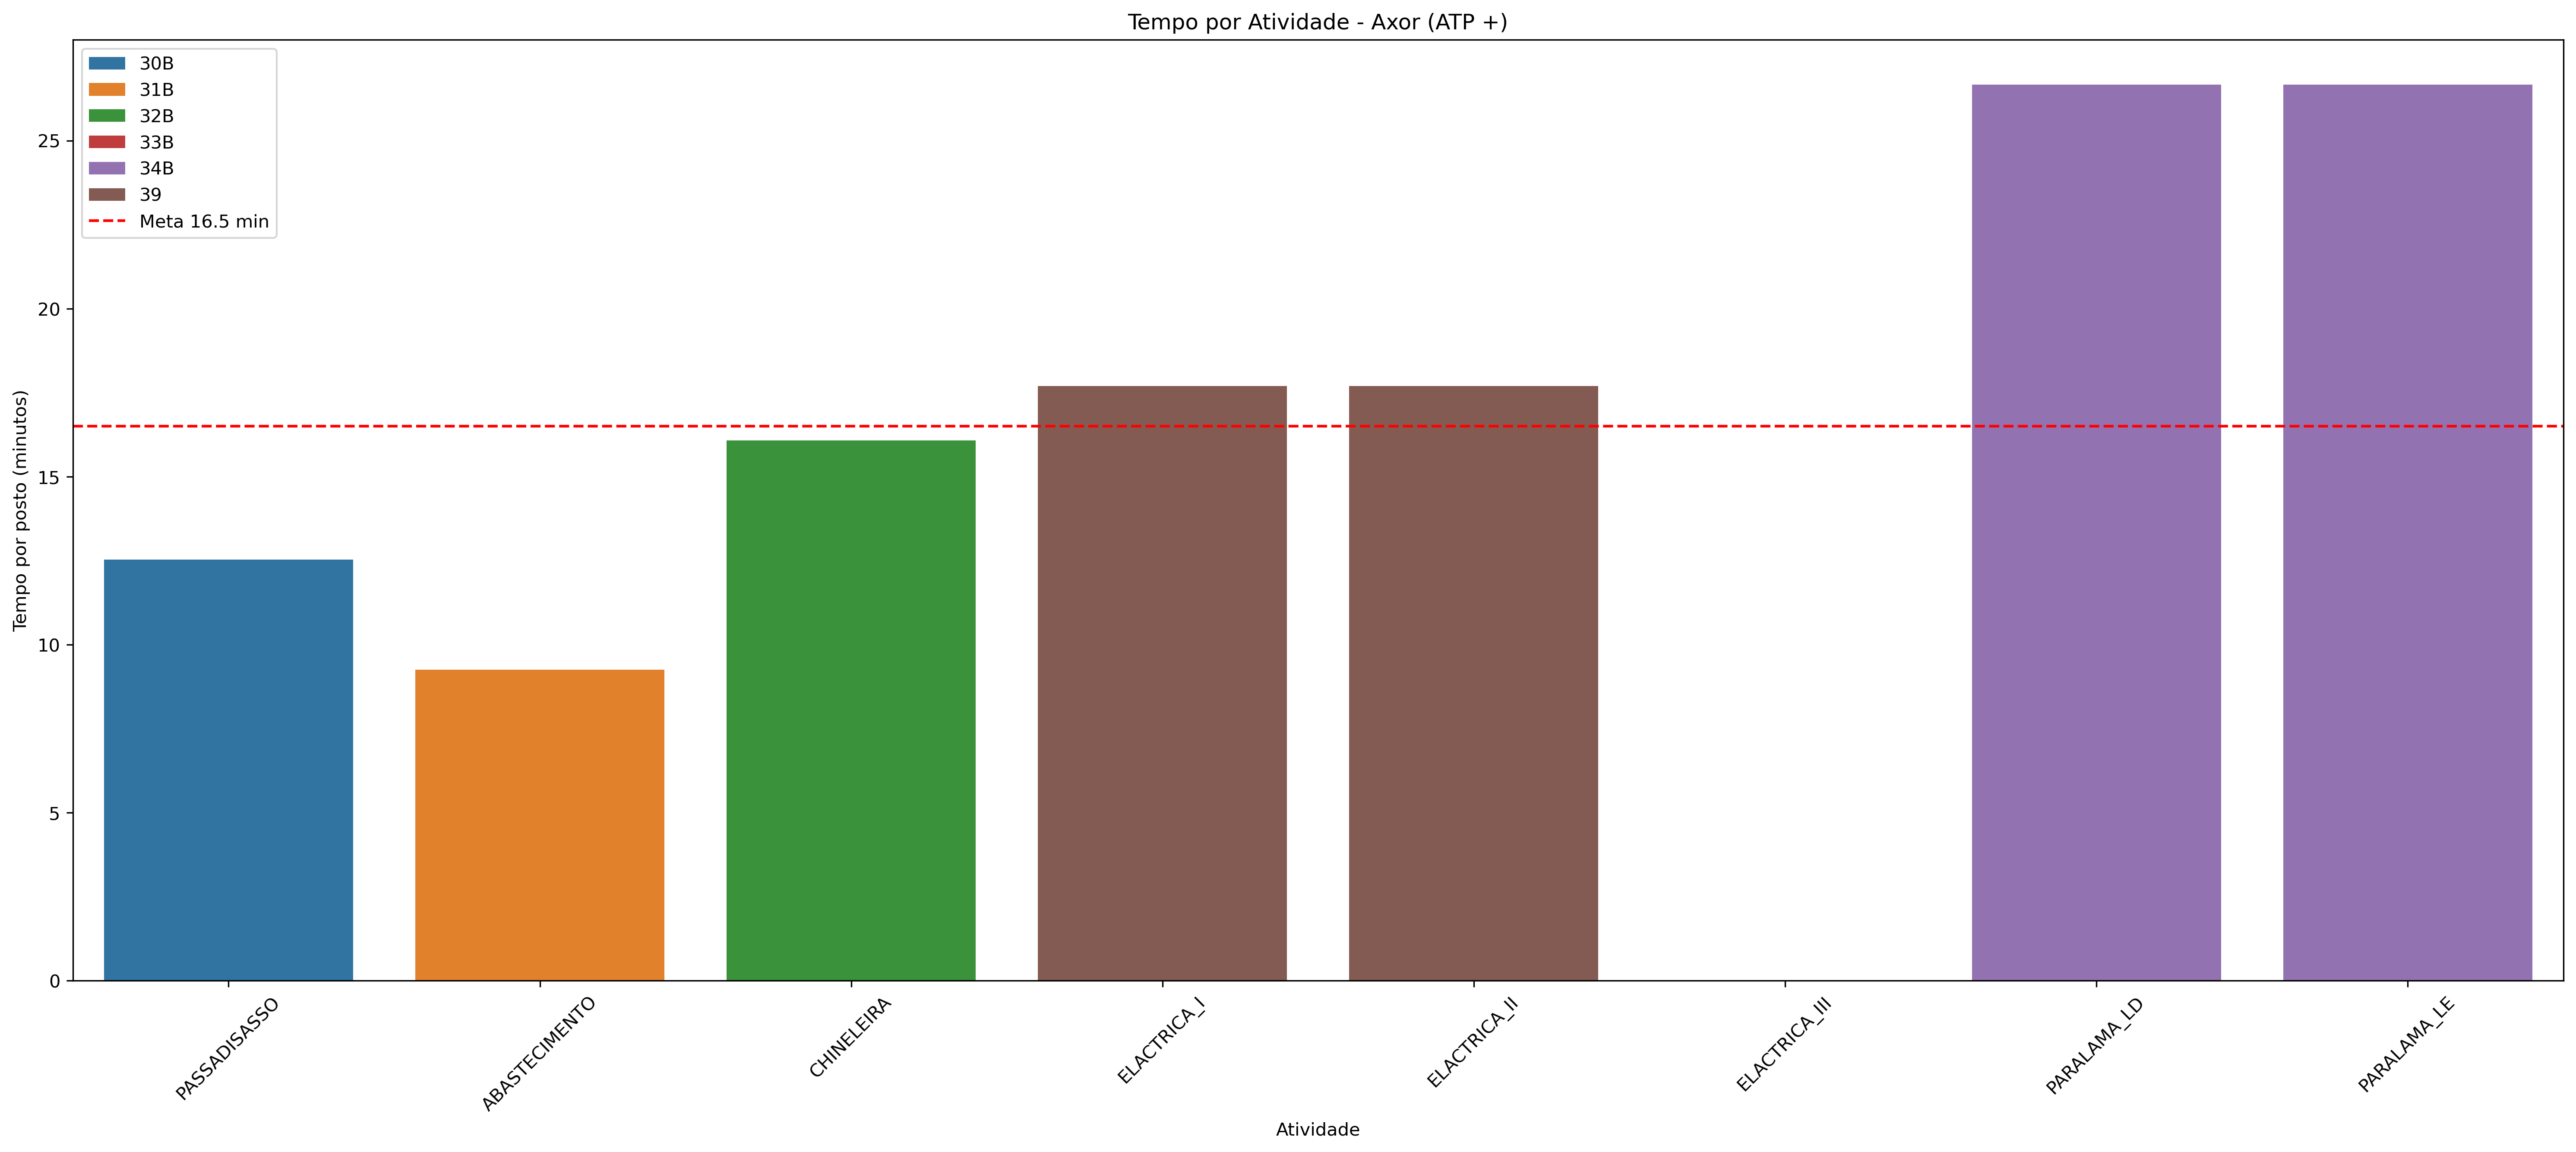 Tempo por Atividade - Axor (ATP +)
30B
31B
32B
33B
34B
39
Meta 16.5 min
Tempo por posto (minutos)
25
20
15
10
5
0
PASSADISASSO
ABASTECIMENTO
CHINELEIRA
ELACTRICA_I
ELACTRICA_II
ELACTRICA_III
PARALAMA_LD
PARALAMA_LE
Atividade